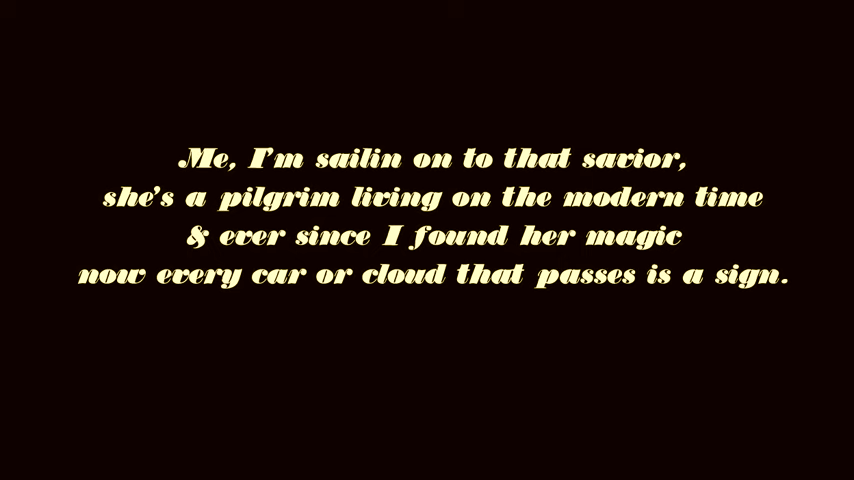 Me, I'm sailin on to that savior,
she's a pilgrim living on the modern time
& ever since I found her magic
now every car or cloud that passes is a sign.